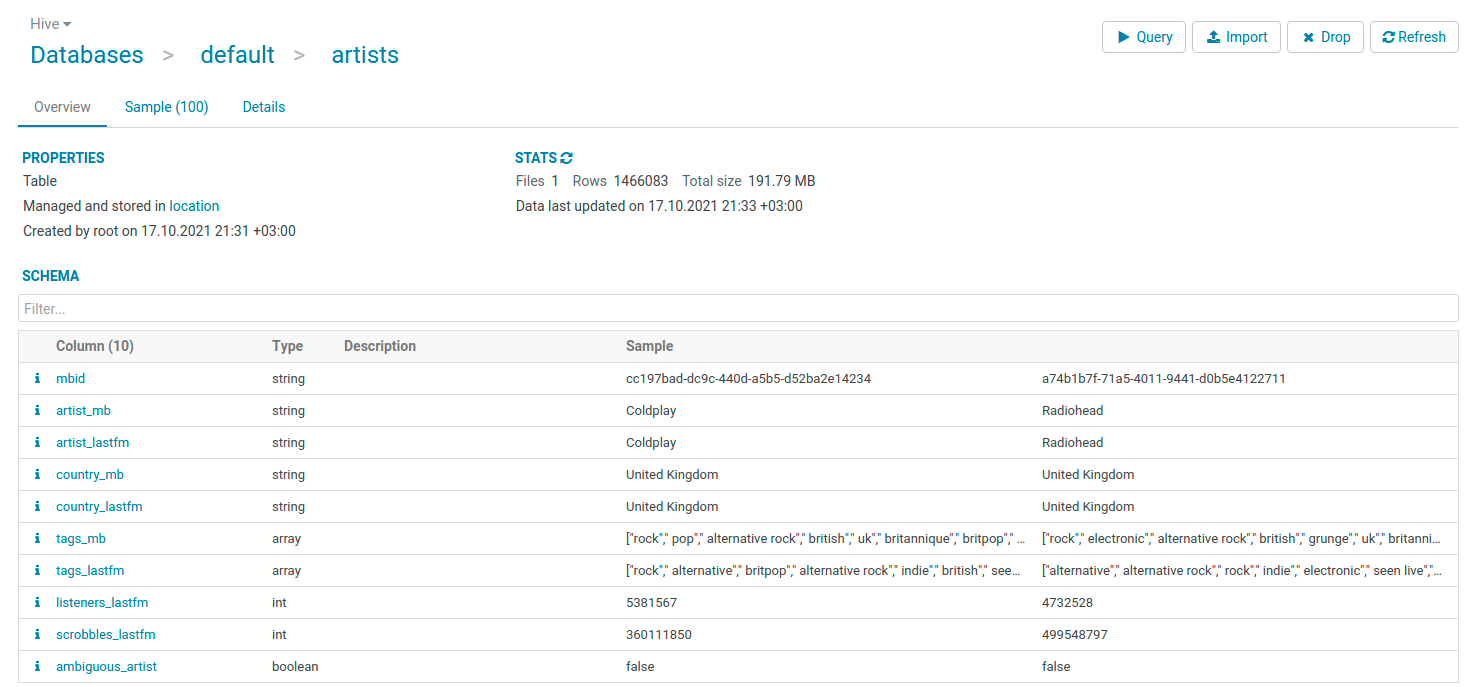 Hive
Databases > default > artists
Query Import Drop Refresh
Overview Sample (100) Details
PROPERTIES
Table
Managed and stored in location
Created by root on 17.10.2021 21:31 +03:00
STATS
Files 1 Rows 1466083 Total size 191.79 MB
Data last updated on 17.10.2021 21:33 +03:00
SCHEMA
Filter...
Column (10) Type Description Sample
mbid string cc197bad-dc9c-440d-a5b5-d52ba2e14234 a74b1b7f-71a5-4011-9441-d0b5e4122711
artist_mb string Coldplay Radiohead
artist_lastfm string Coldplay Radiohead
country_mb string United Kingdom United Kingdom
country_lastfm string United Kingdom United Kingdom
tags_mb array ["rock"," pop"," alternative rock"," british"," uk"," britannique"," britpop"," ... ["rock"," electronic"," alternative rock"," british"," grunge"," uk"," britanni...
tags_lastfm array ["rock"," alternative"," britpop"," alternative rock"," indie"," british"," see... ["alternative"," alternative rock"," rock"," indie"," electronic"," seen live","...
listeners_lastfm int 5381567 4732528
scrobbles_lastfm int 360111850 499548797
ambiguous_artist boolean false false